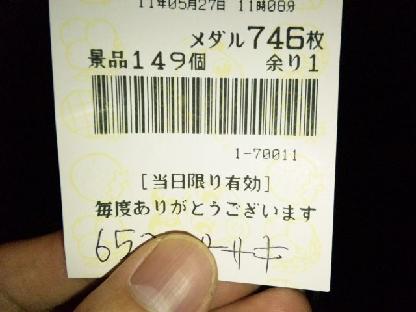 11年05月27日 11時08分
メダル746枚
景品149個 余り1
1-70011
[当日限り有効]
毎度ありがとうございます